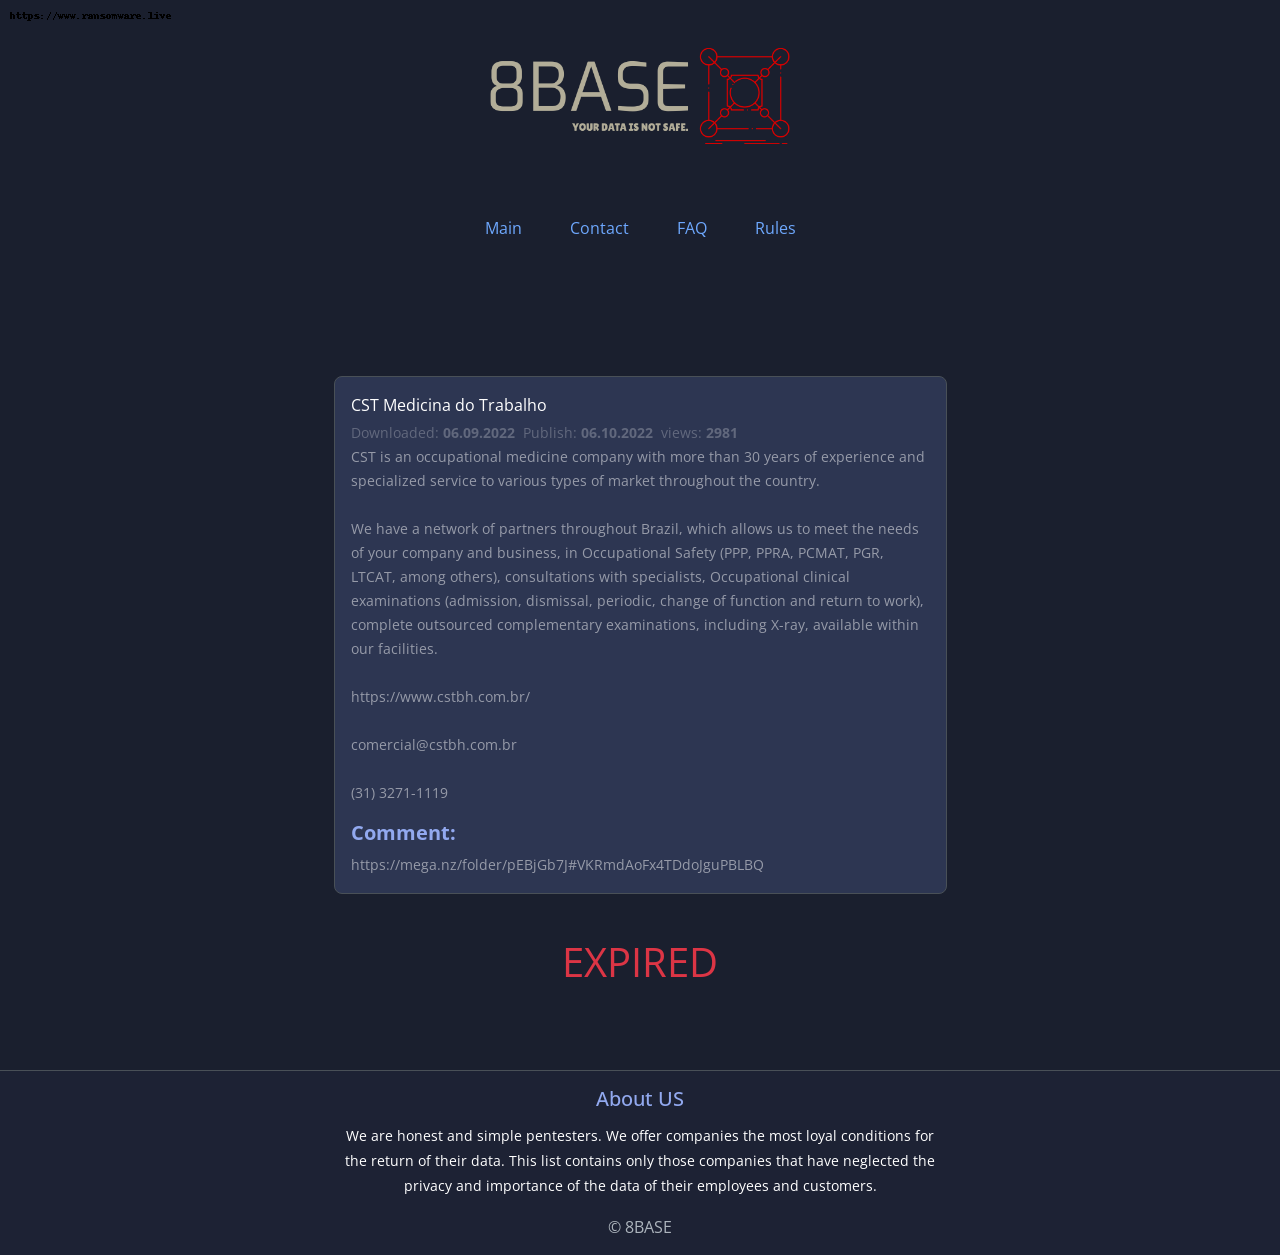 https://www.ransomware.live
8BASE
YOUR DATA IS NOT SAFE.
Main Contact FAQ Rules
CST Medicina do Trabalho
Downloaded: 06.09.2022 Publish: 06.10.2022 views: 2981
CST is an occupational medicine company with more than 30 years of experience and
specialized service to various types of market throughout the country.
We have a network of partners throughout Brazil, which allows us to meet the needs
of your company and business, in Occupational Safety (PPP, PPRA, PCMAT, PGR,
LTCAT, among others), consultations with specialists, Occupational clinical
examinations (admission, dismissal, periodic, change of function and return to work),
complete outsourced complementary examinations, including X-ray, available within
our facilities.
https://www.cstbh.com.br/
comercial@cstbh.com.br
(31) 3271-1119
Comment:
https://mega.nz/folder/pEBjGb7J#VKRmdAoFx4TDdoJguPBLBQ
EXPIRED
About US
We are honest and simple pentesters. We offer companies the most loyal conditions for
the return of their data. This list contains only those companies that have neglected the
privacy and importance of the data of their employees and customers.
© 8BASE